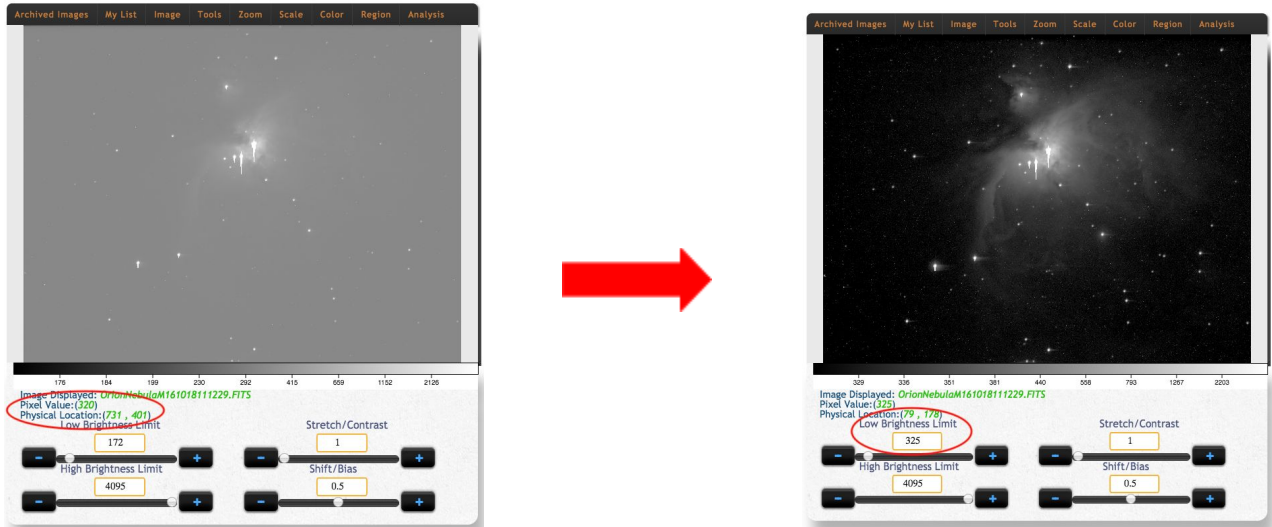 Archived Images My List Image Tools Zoom Scale Color Region Analysis
176 184 199 230 292 415 659 1152 2126
Image Displayed: OrionNebulaM161018111229.FITS
Pixel Value:(320)
Physical Location:(731 , 401)
Low Brightness Limit Stretch/Contrast
172 1
- + - +
High Brightness Limit Shift/Bias
4095 0.5
- + - +
Archived Images My List Image Tools Zoom Scale Color Region Analysis
329 336 351 381 440 558 793 1267 2203
Image Displayed: OrionNebulaM161018111229.FITS
Pixel Value:(325)
Physical Location:(79 , 178)
Low Brightness Limit Stretch/Contrast
325 1
- + - +
High Brightness Limit Shift/Bias
4095 0.5
- + - +